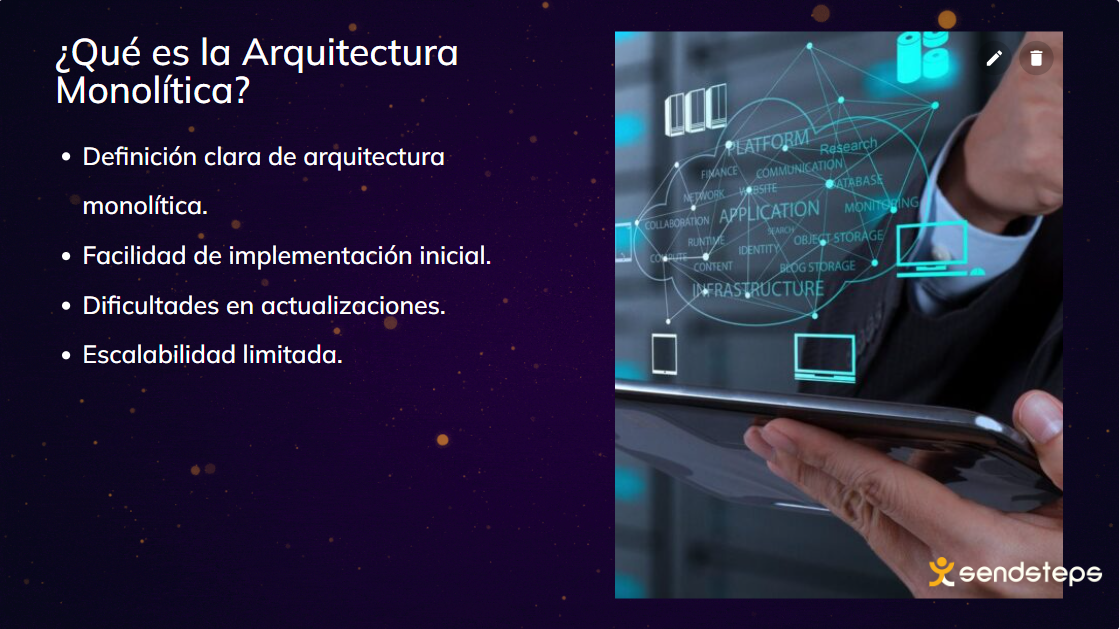 ¿Qué es la Arquitectura
Monolítica?
• Definición clara de arquitectura
monolítica.
• Facilidad de implementación inicial.
• Dificultades en actualizaciones.
• Escalabilidad limitada.
PLATFORM
Research
FINANCE
COMMUNICATION
NETWORK
WEBSITE
DATABASE
COLLABORATION
APPLICATION
MONITORING
SEARCH
RUNTIME
IDENTITY
OBJECT STORAGE
COMPUTE
CONTENT
BLOG STORAGE
INFRASTRUCTURE
sendsteps